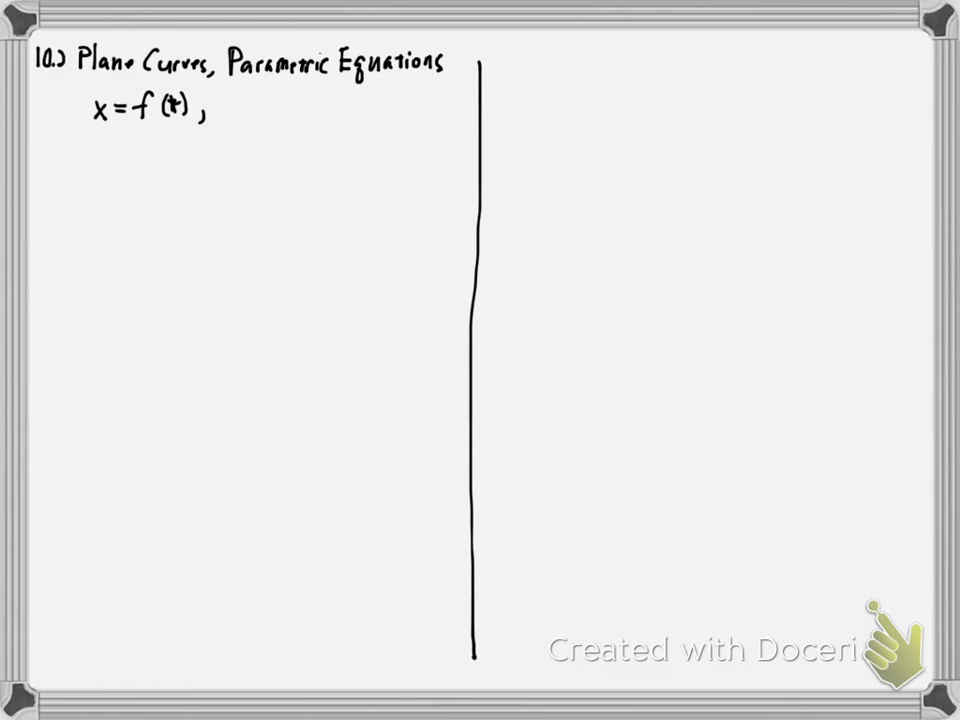 10.2 Plane Curves, Parametric Equations
x = f(t),
Created with Doceri